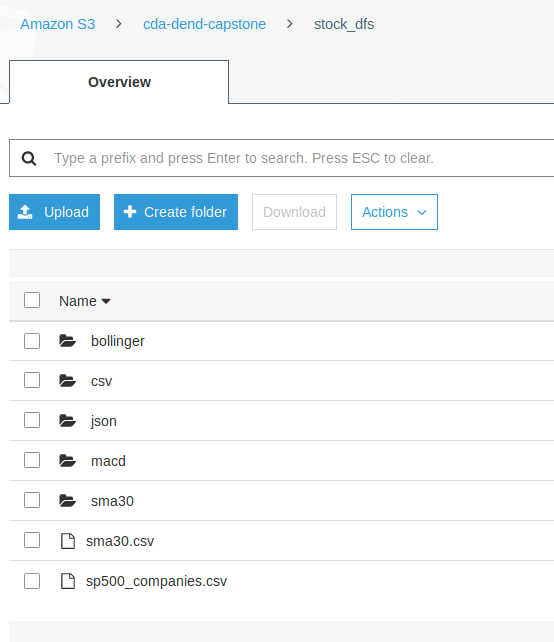 Amazon S3 > cda-dend-capstone > stock_dfs
Overview
Type a prefix and press Enter to search. Press ESC to clear.
Upload Create folder Download Actions
Name
bollinger
csv
json
macd
sma30
sma30.csv
sp500_companies.csv